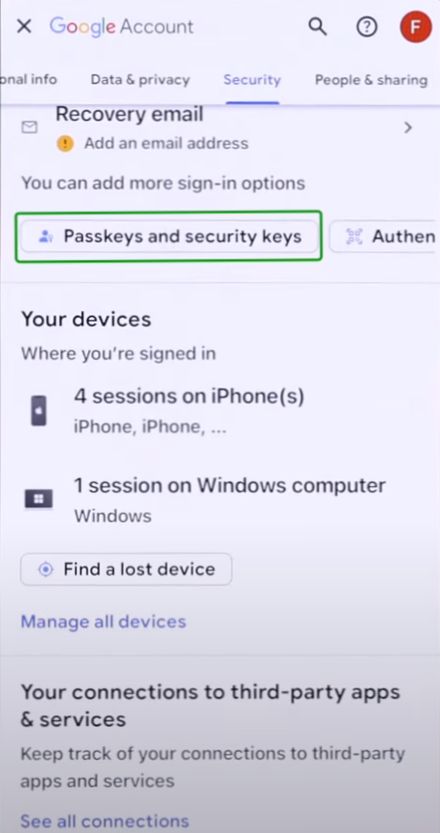 Google Account
F
onal info Data & privacy Security People & sharing
Recovery email
Add an email address
You can add more sign-in options
Passkeys and security keys Authen
Your devices
Where you're signed in
4 sessions on iPhone(s)
iPhone, iPhone, ...
1 session on Windows computer
Windows
Find a lost device
Manage all devices
Your connections to third-party apps
& services
Keep track of your connections to third-party
apps and services
See all connections